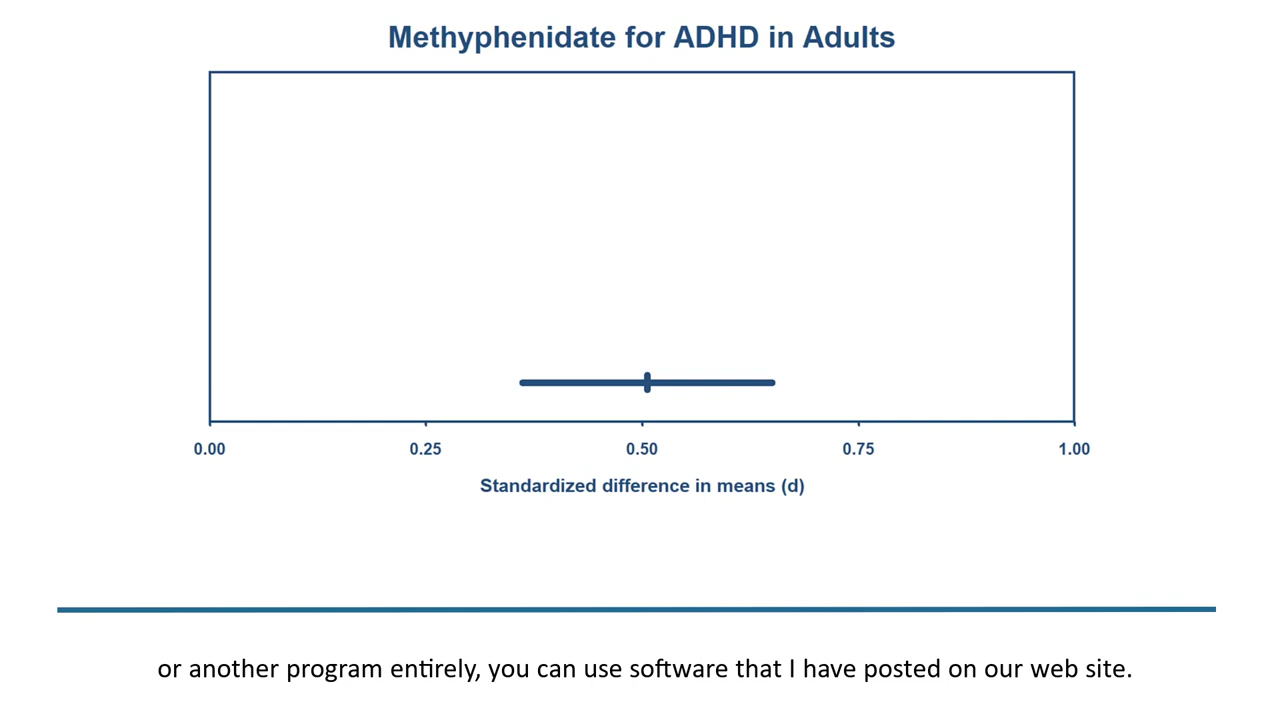 Methyphenidate for ADHD in Adults
0.00 0.25 0.50 0.75 1.00
Standardized difference in means (d)
or another program entirely, you can use software that I have posted on our web site.